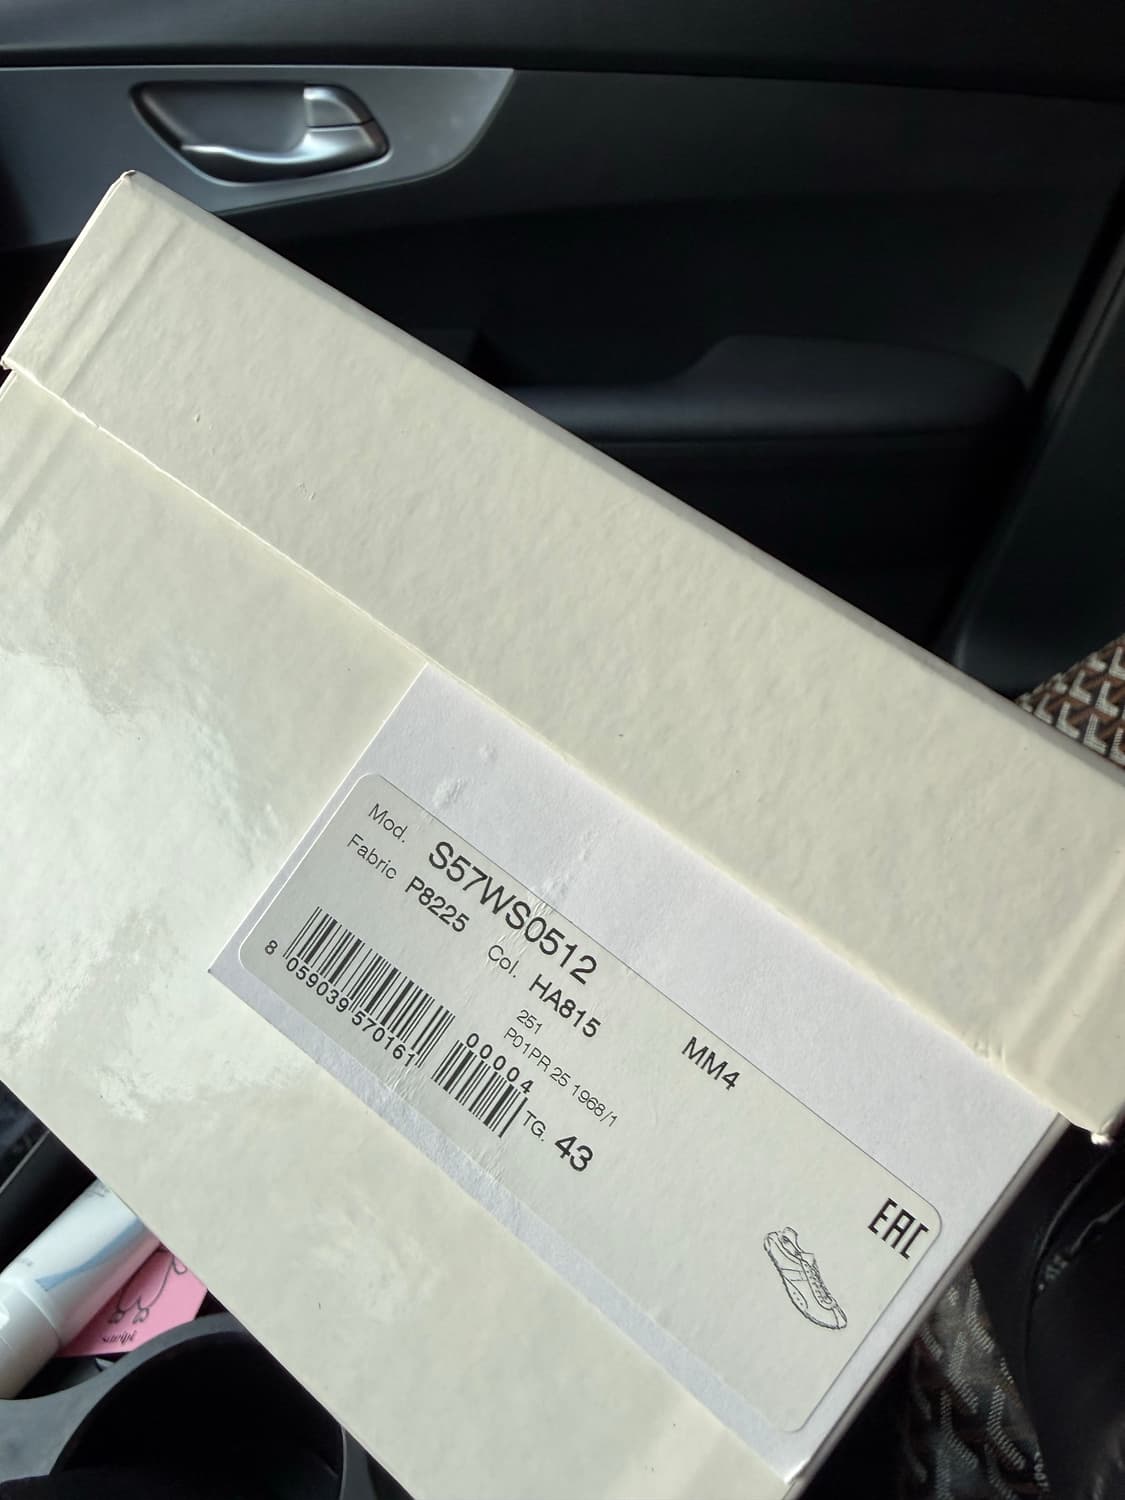 Mod. S57WS0512
Fabric P8225 Col. HA815 MM4
251
P01PR 25 1968/1
00004
8 059039 570161
TG. 43
EAC